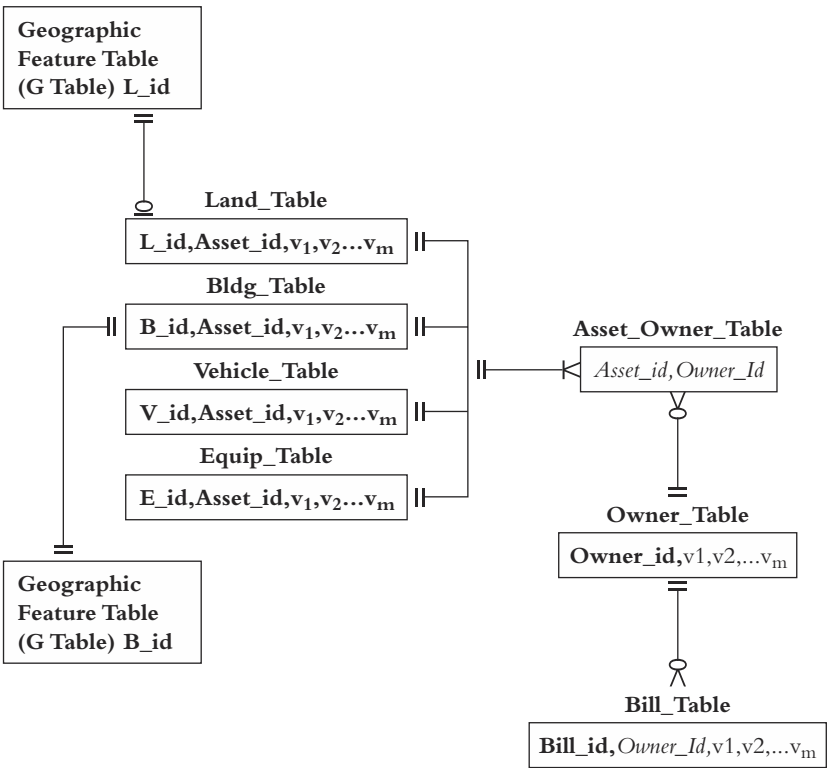 Geographic
Feature Table
(G Table) L_id
Land_Table
L_id,Asset_id,v₁,v₂...vₘ
Bldg_Table
B_id,Asset_id,v₁,v₂...vₘ
Vehicle_Table
V_id,Asset_id,v₁,v₂...vₘ
Equip_Table
E_id,Asset_id,v₁,v₂...vₘ
Geographic
Feature Table
(G Table) B_id
Asset_Owner_Table
Asset_id,Owner_Id
Owner_Table
Owner_id,v1,v2,...vₘ
Bill_Table
Bill_id,Owner_Id,v1,v2,...vₘ